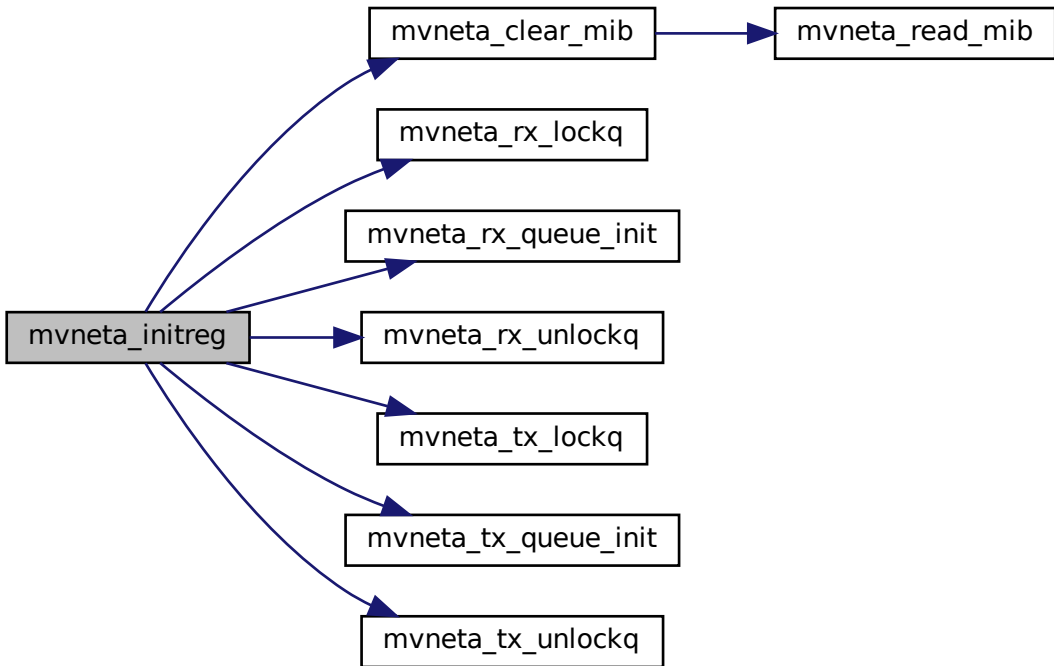 mvneta_clear_mib
mvneta_read_mib
mvneta_rx_lockq
mvneta_rx_queue_init
mvneta_initreg
mvneta_rx_unlockq
mvneta_tx_lockq
mvneta_tx_queue_init
mvneta_tx_unlockq